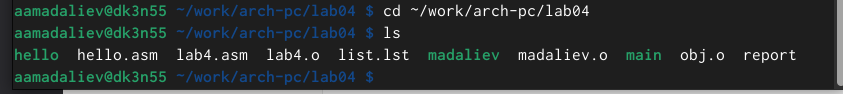 aamadaliev@dk3n55 ~/work/arch-pc/lab04 $ cd ~/work/arch-pc/lab04
aamadaliev@dk3n55 ~/work/arch-pc/lab04 $ ls
hello hello.asm lab4.asm lab4.o list.lst madaliev madaliev.o main obj.o report
aamadaliev@dk3n55 ~/work/arch-pc/lab04 $